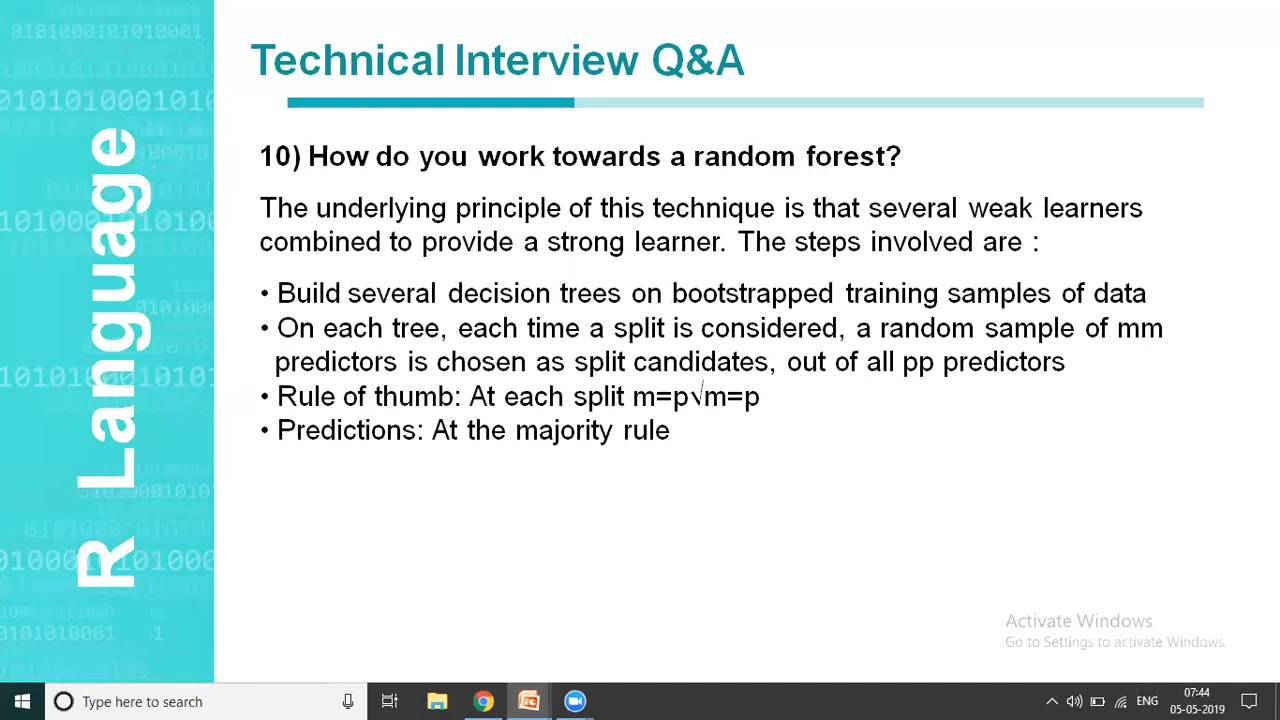 Technical Interview Q&A
10) How do you work towards a random forest?
The underlying principle of this technique is that several weak learners
combined to provide a strong learner. The steps involved are :
• Build several decision trees on bootstrapped training samples of data
• On each tree, each time a split is considered, a random sample of mm
predictors is chosen as split candidates, out of all pp predictors
• Rule of thumb: At each split m=p√m=p
• Predictions: At the majority rule
R Language
Activate Windows
Go to Settings to activate Windows.
Type here to search
ENG
07:44
05-05-2019